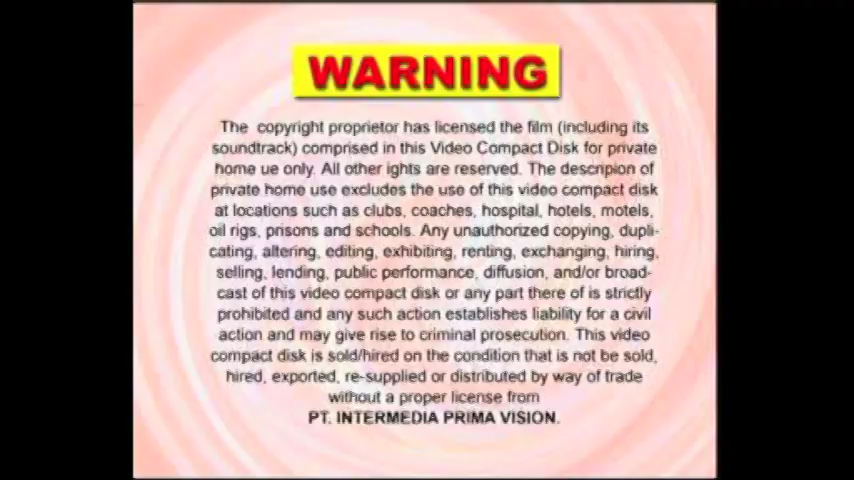 WARNING
The copyright proprietor has licensed the film (including its
soundtrack) comprised in this Video Compact Disk for private
home ue only. All other ights are reserved. The descripion of
private home use excludes the use of this video compact disk
at locations such as clubs, coaches, hospital, hotels, motels,
oil rigs, prisons and schools. Any unauthorized copying, dupli-
cating, altering, editing, exhibiting, renting, exchanging, hiring,
selling, lending, public performance, diffusion, and/or broad-
cast of this video compact disk or any part there of is strictly
prohibited and any such action establishes liability for a civil
action and may give rise to criminal prosecution. This video
compact disk is sold/hired on the condition that is not be sold,
hired, exported, re-supplied or distributed by way of trade
without a proper license from
PT. INTERMEDIA PRIMA VISION.